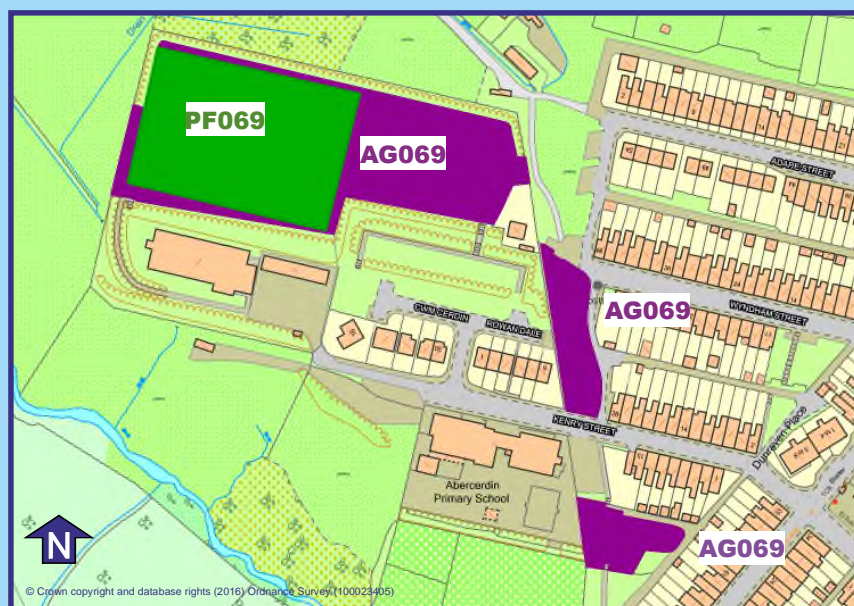 Drain
PF069
AG069
ADARE STREET
AG069
WYNDHAM STREET
CWM CERDIN
ROWAN DALE
KENRY STREET
Dunraven Place
Abercerdin
Primary School
AG069
N
© Crown copyright and database rights (2016) Ordnance Survey (100023405)